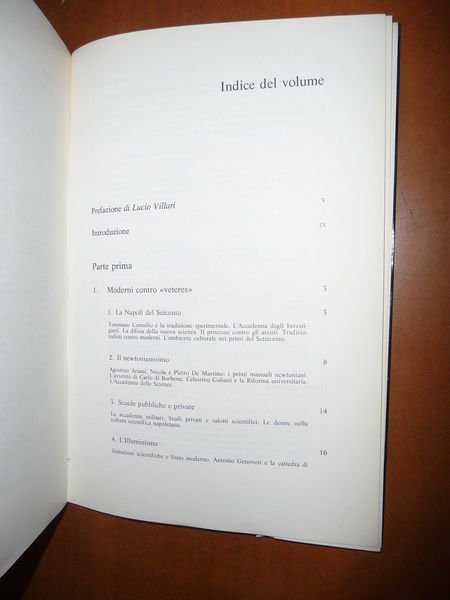 Indice del volume
Prefazione di Lucio Villari V
Introduzione IX
Parte prima
1. Moderni contro «veteres» 3
1. La Napoli del Seicento 3
Tommaso Cornelio e la tradizione sperimentale. L'Accademia degli Investi-
ganti. La difesa della nuova scienza. Il processo contro gli ateisti. Tradizio-
nalisti contro moderni. L'ambiente culturale nei primi del Settecento.
2. Il newtonianesimo 8
Agostino Ariani, Nicola e Pietro De Martino: i primi manuali newtoniani.
L'avvento di Carlo di Borbone: Celestino Galiani e la Riforma universitaria.
L'Accademia delle Scienze.
3. Scuole pubbliche e private 14
Le accademie militari. Studi privati e salotti scientifici. Le donne nella
cultura scientifica napoletana.
4. L'Illuminismo 16
Istituzioni scientifiche e Stato moderno. Antonio Genovesi e la cattedra di